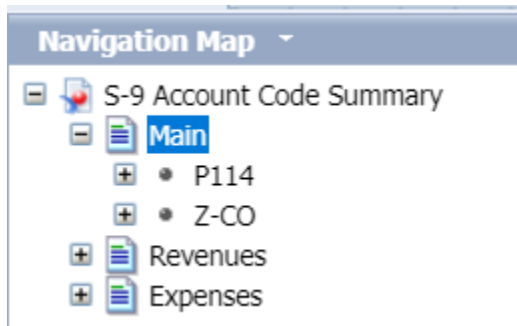 Navigation Map
S-9 Account Code Summary
Main
P114
Z-CO
Revenues
Expenses